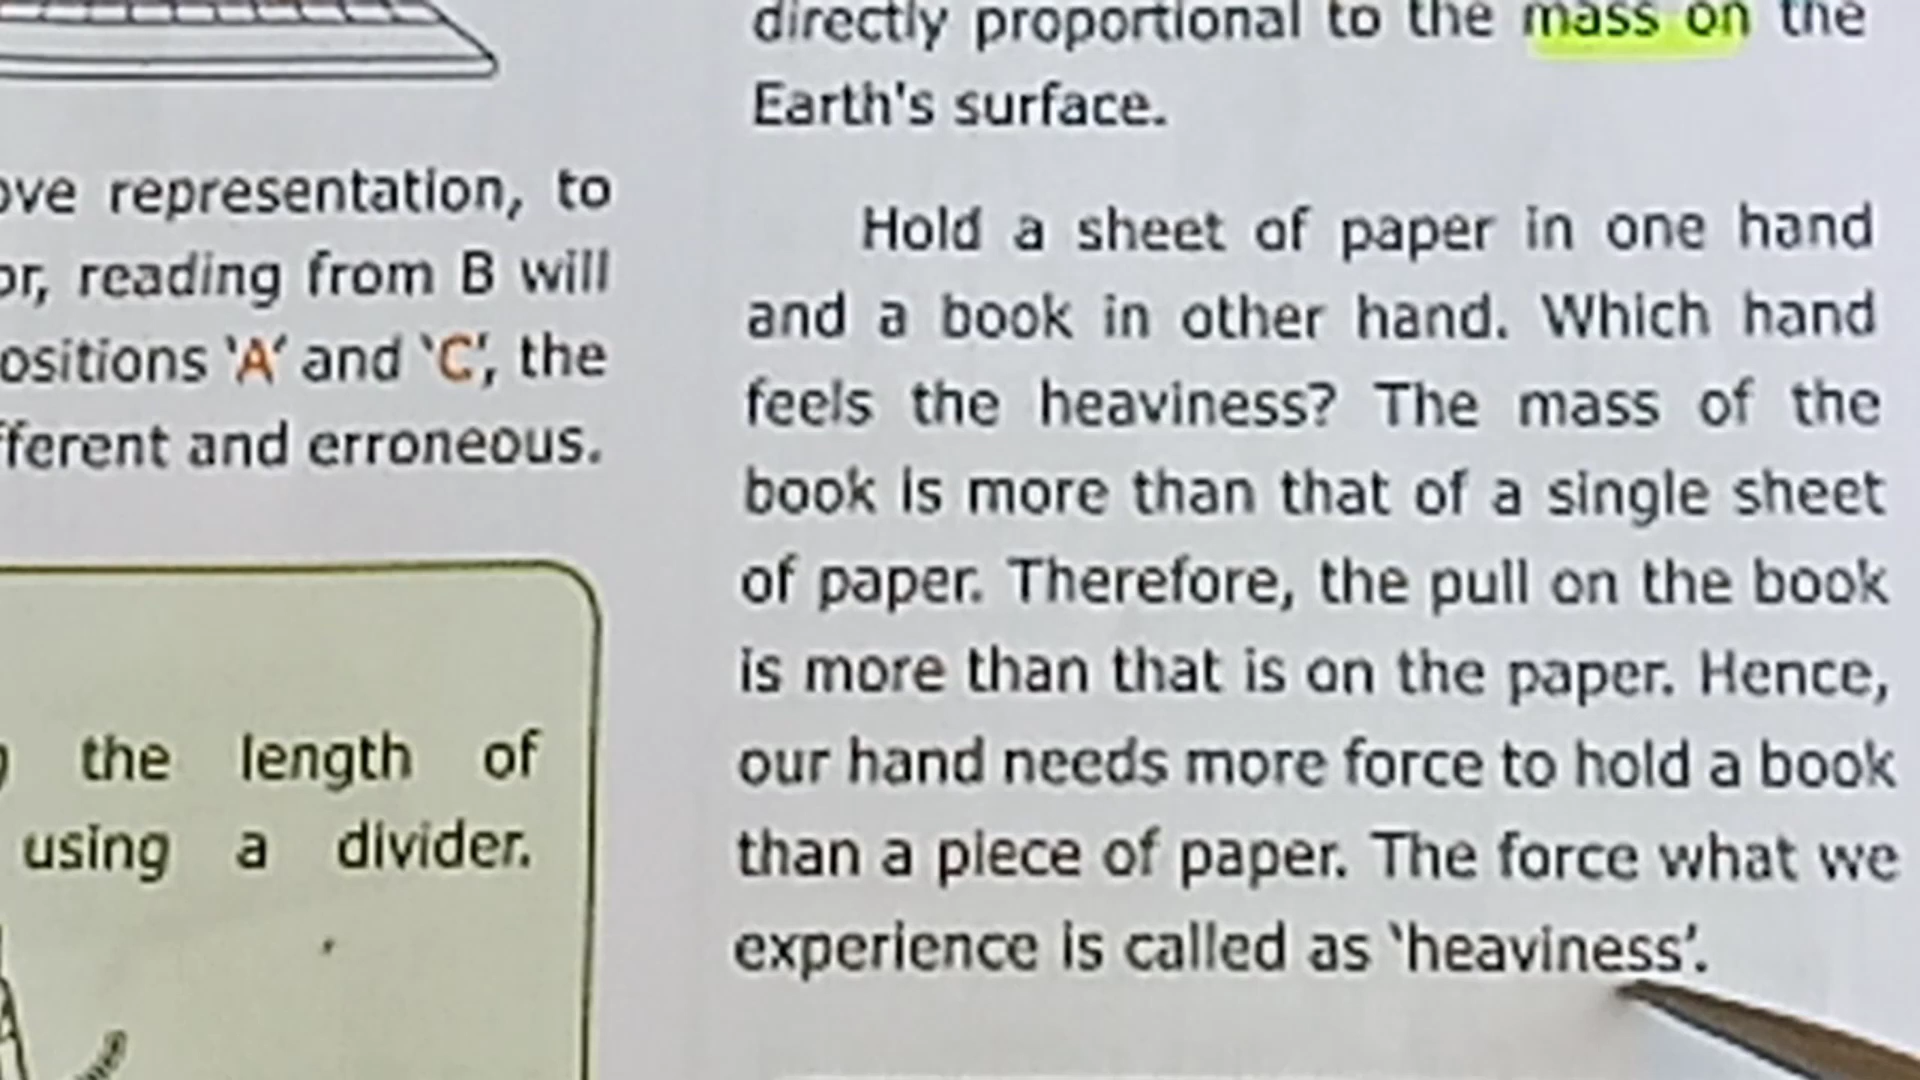 ove representation, to
or, reading from B will
ositions 'A' and 'C', the
fferent and erroneous.
the length of
using a divider.
directly proportional to the mass on the
Earth's surface.
Hold a sheet of paper in one hand
and a book in other hand. Which hand
feels the heaviness? The mass of the
book is more than that of a single sheet
of paper. Therefore, the pull on the book
is more than that is on the paper. Hence,
our hand needs more force to hold a book
than a piece of paper. The force what we
experience is called as 'heaviness'.